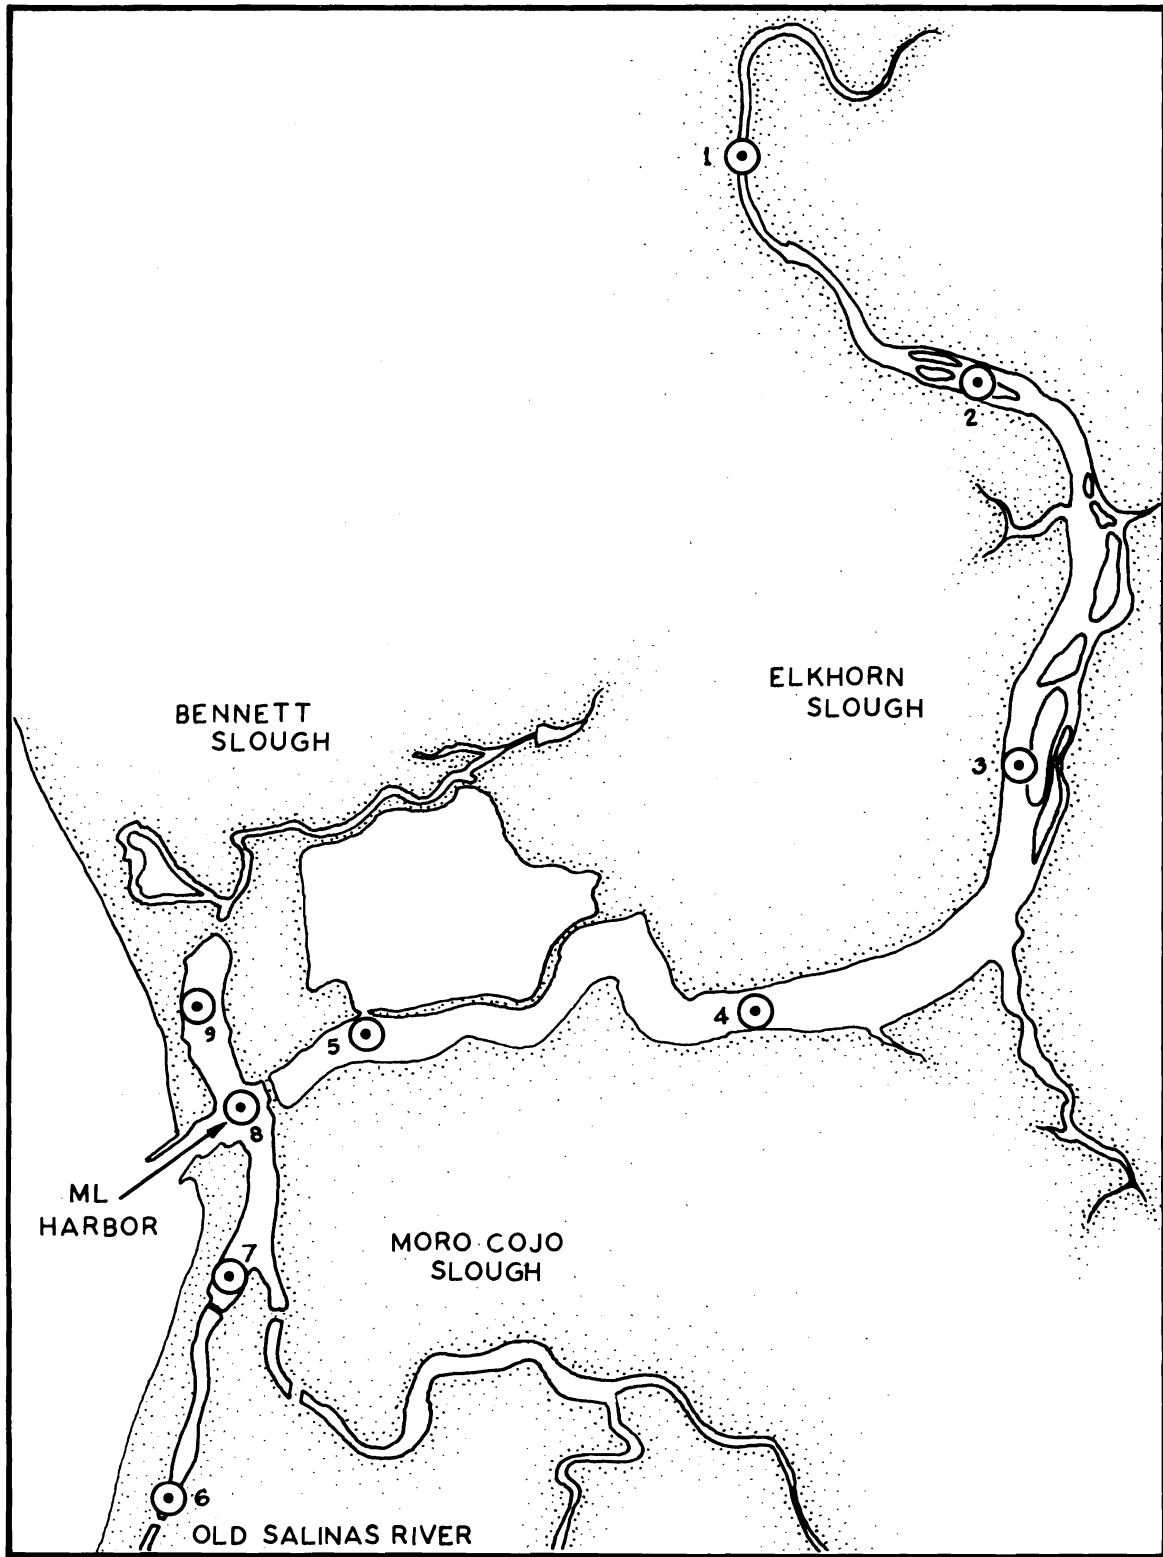 1
2
ELKHORN
SLOUGH
BENNETT
SLOUGH
3
9
4
5
8
ML
HARBOR
7
MORO COJO
SLOUGH
6
OLD SALINAS RIVER